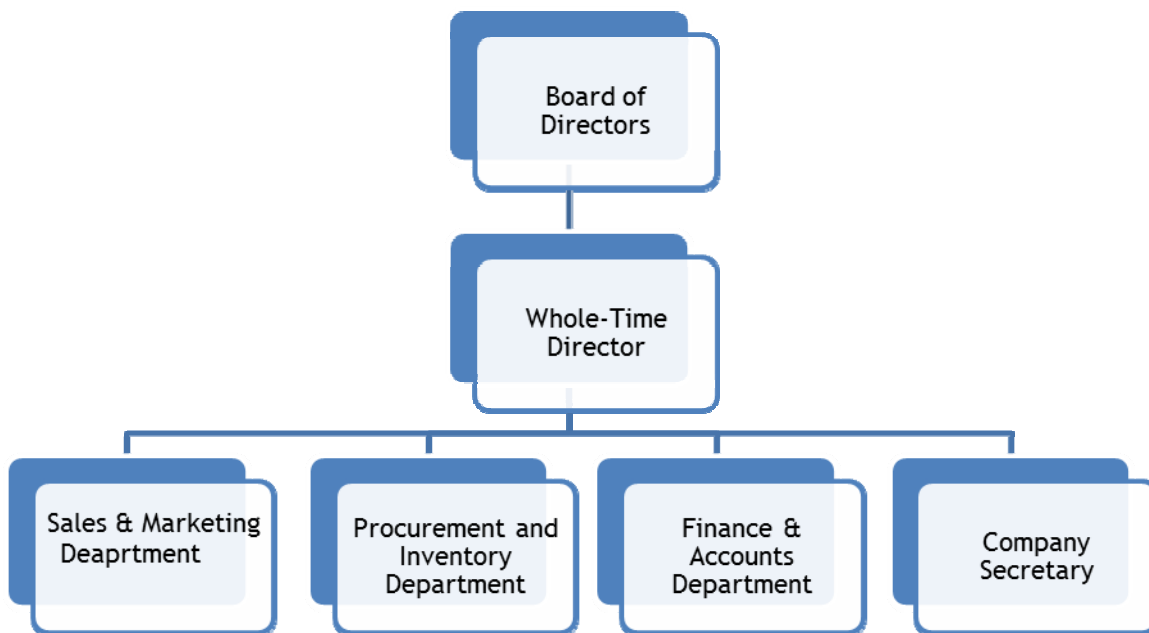 Board of
Directors
Whole-Time
Director
Sales & Marketing
Deaprtment
Procurement and
Inventory
Department
Finance &
Accounts
Department
Company
Secretary